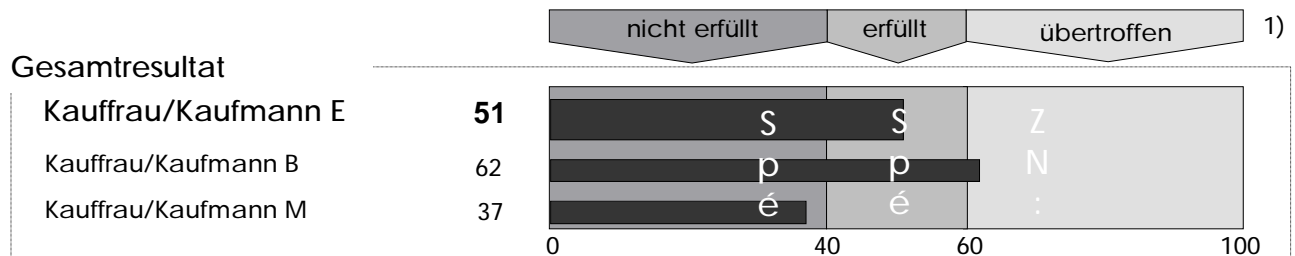 nicht erfüllt erfüllt übertroffen 1)
Gesamtresultat
Kauffrau/Kaufmann E 51
Kauffrau/Kaufmann B 62
Kauffrau/Kaufmann M 37
S S Z
p p N
é é :
0 40 60 100